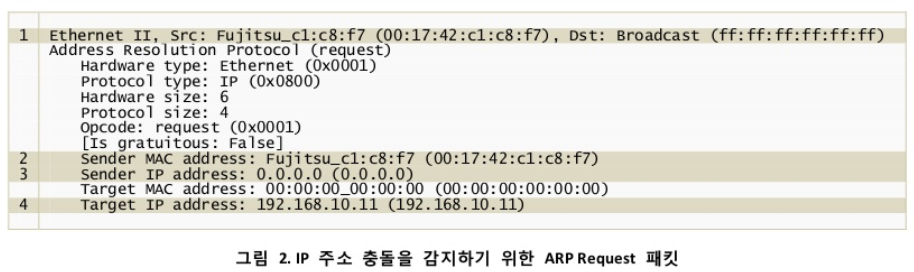 1 Ethernet II, Src: Fujitsu_c1:c8:f7 (00:17:42:c1:c8:f7), Dst: Broadcast (ff:ff:ff:ff:ff:ff)
Address Resolution Protocol (request)
Hardware type: Ethernet (0x0001)
Protocol type: IP (0x0800)
Hardware size: 6
Protocol size: 4
Opcode: request (0x0001)
[Is gratuitous: False]
2 Sender MAC address: Fujitsu_c1:c8:f7 (00:17:42:c1:c8:f7)
3 Sender IP address: 0.0.0.0 (0.0.0.0)
Target MAC address: 00:00:00_00:00:00 (00:00:00:00:00:00)
4 Target IP address: 192.168.10.11 (192.168.10.11)
그림 2. IP 주소 충돌을 감지하기 위한 ARP Request 패킷